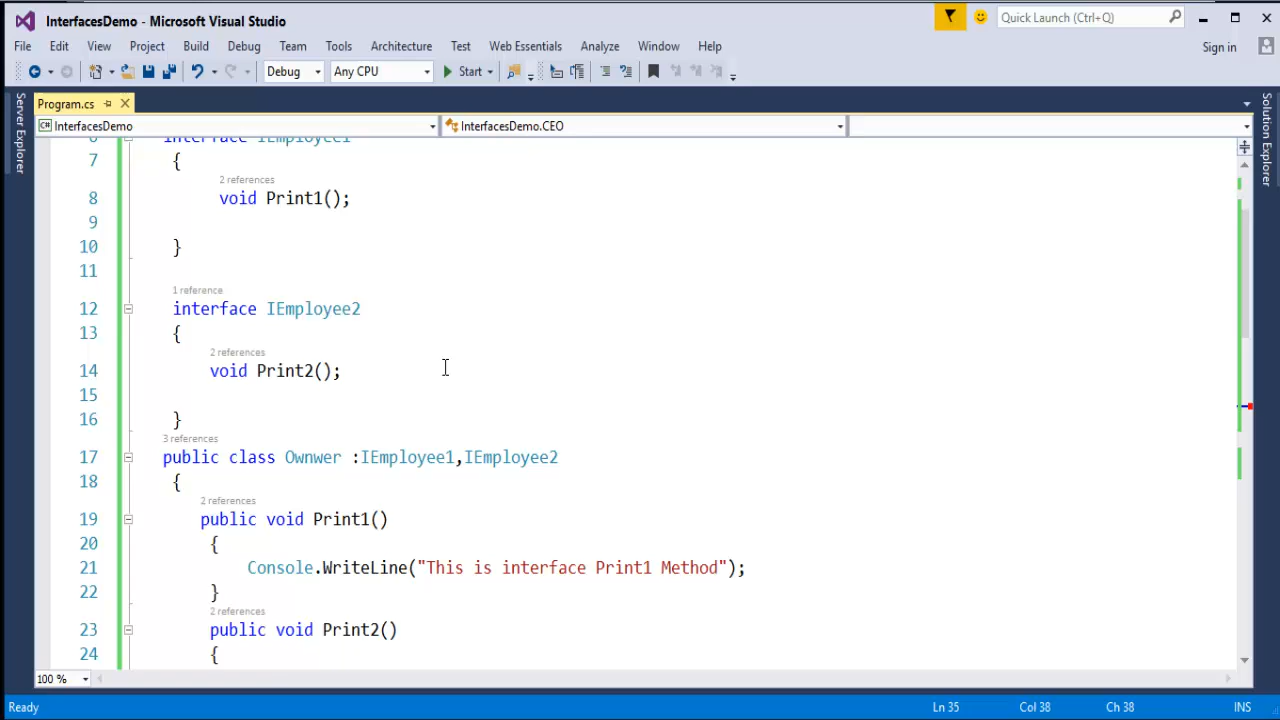 InterfacesDemo - Microsoft Visual Studio
Quick Launch (Ctrl+Q)
File Edit View Project Build Debug Team Tools Architecture Test Web Essentials Analyze Window Help
Sign in
Debug Any CPU Start
Server Explorer
Solution Explorer
Program.cs
C# InterfacesDemo InterfacesDemo.CEO
6 interface IEmployee1
7 {
2 references
8 void Print1();
9
10 }
11
1 reference
12 interface IEmployee2
13 {
2 references
14 void Print2();
15
16 }
3 references
17 public class Ownwer :IEmployee1,IEmployee2
18 {
2 references
19 public void Print1()
20 {
21 Console.WriteLine("This is interface Print1 Method");
22 }
2 references
23 public void Print2()
24 {
100 %
Ready Ln 35 Col 38 Ch 38 INS